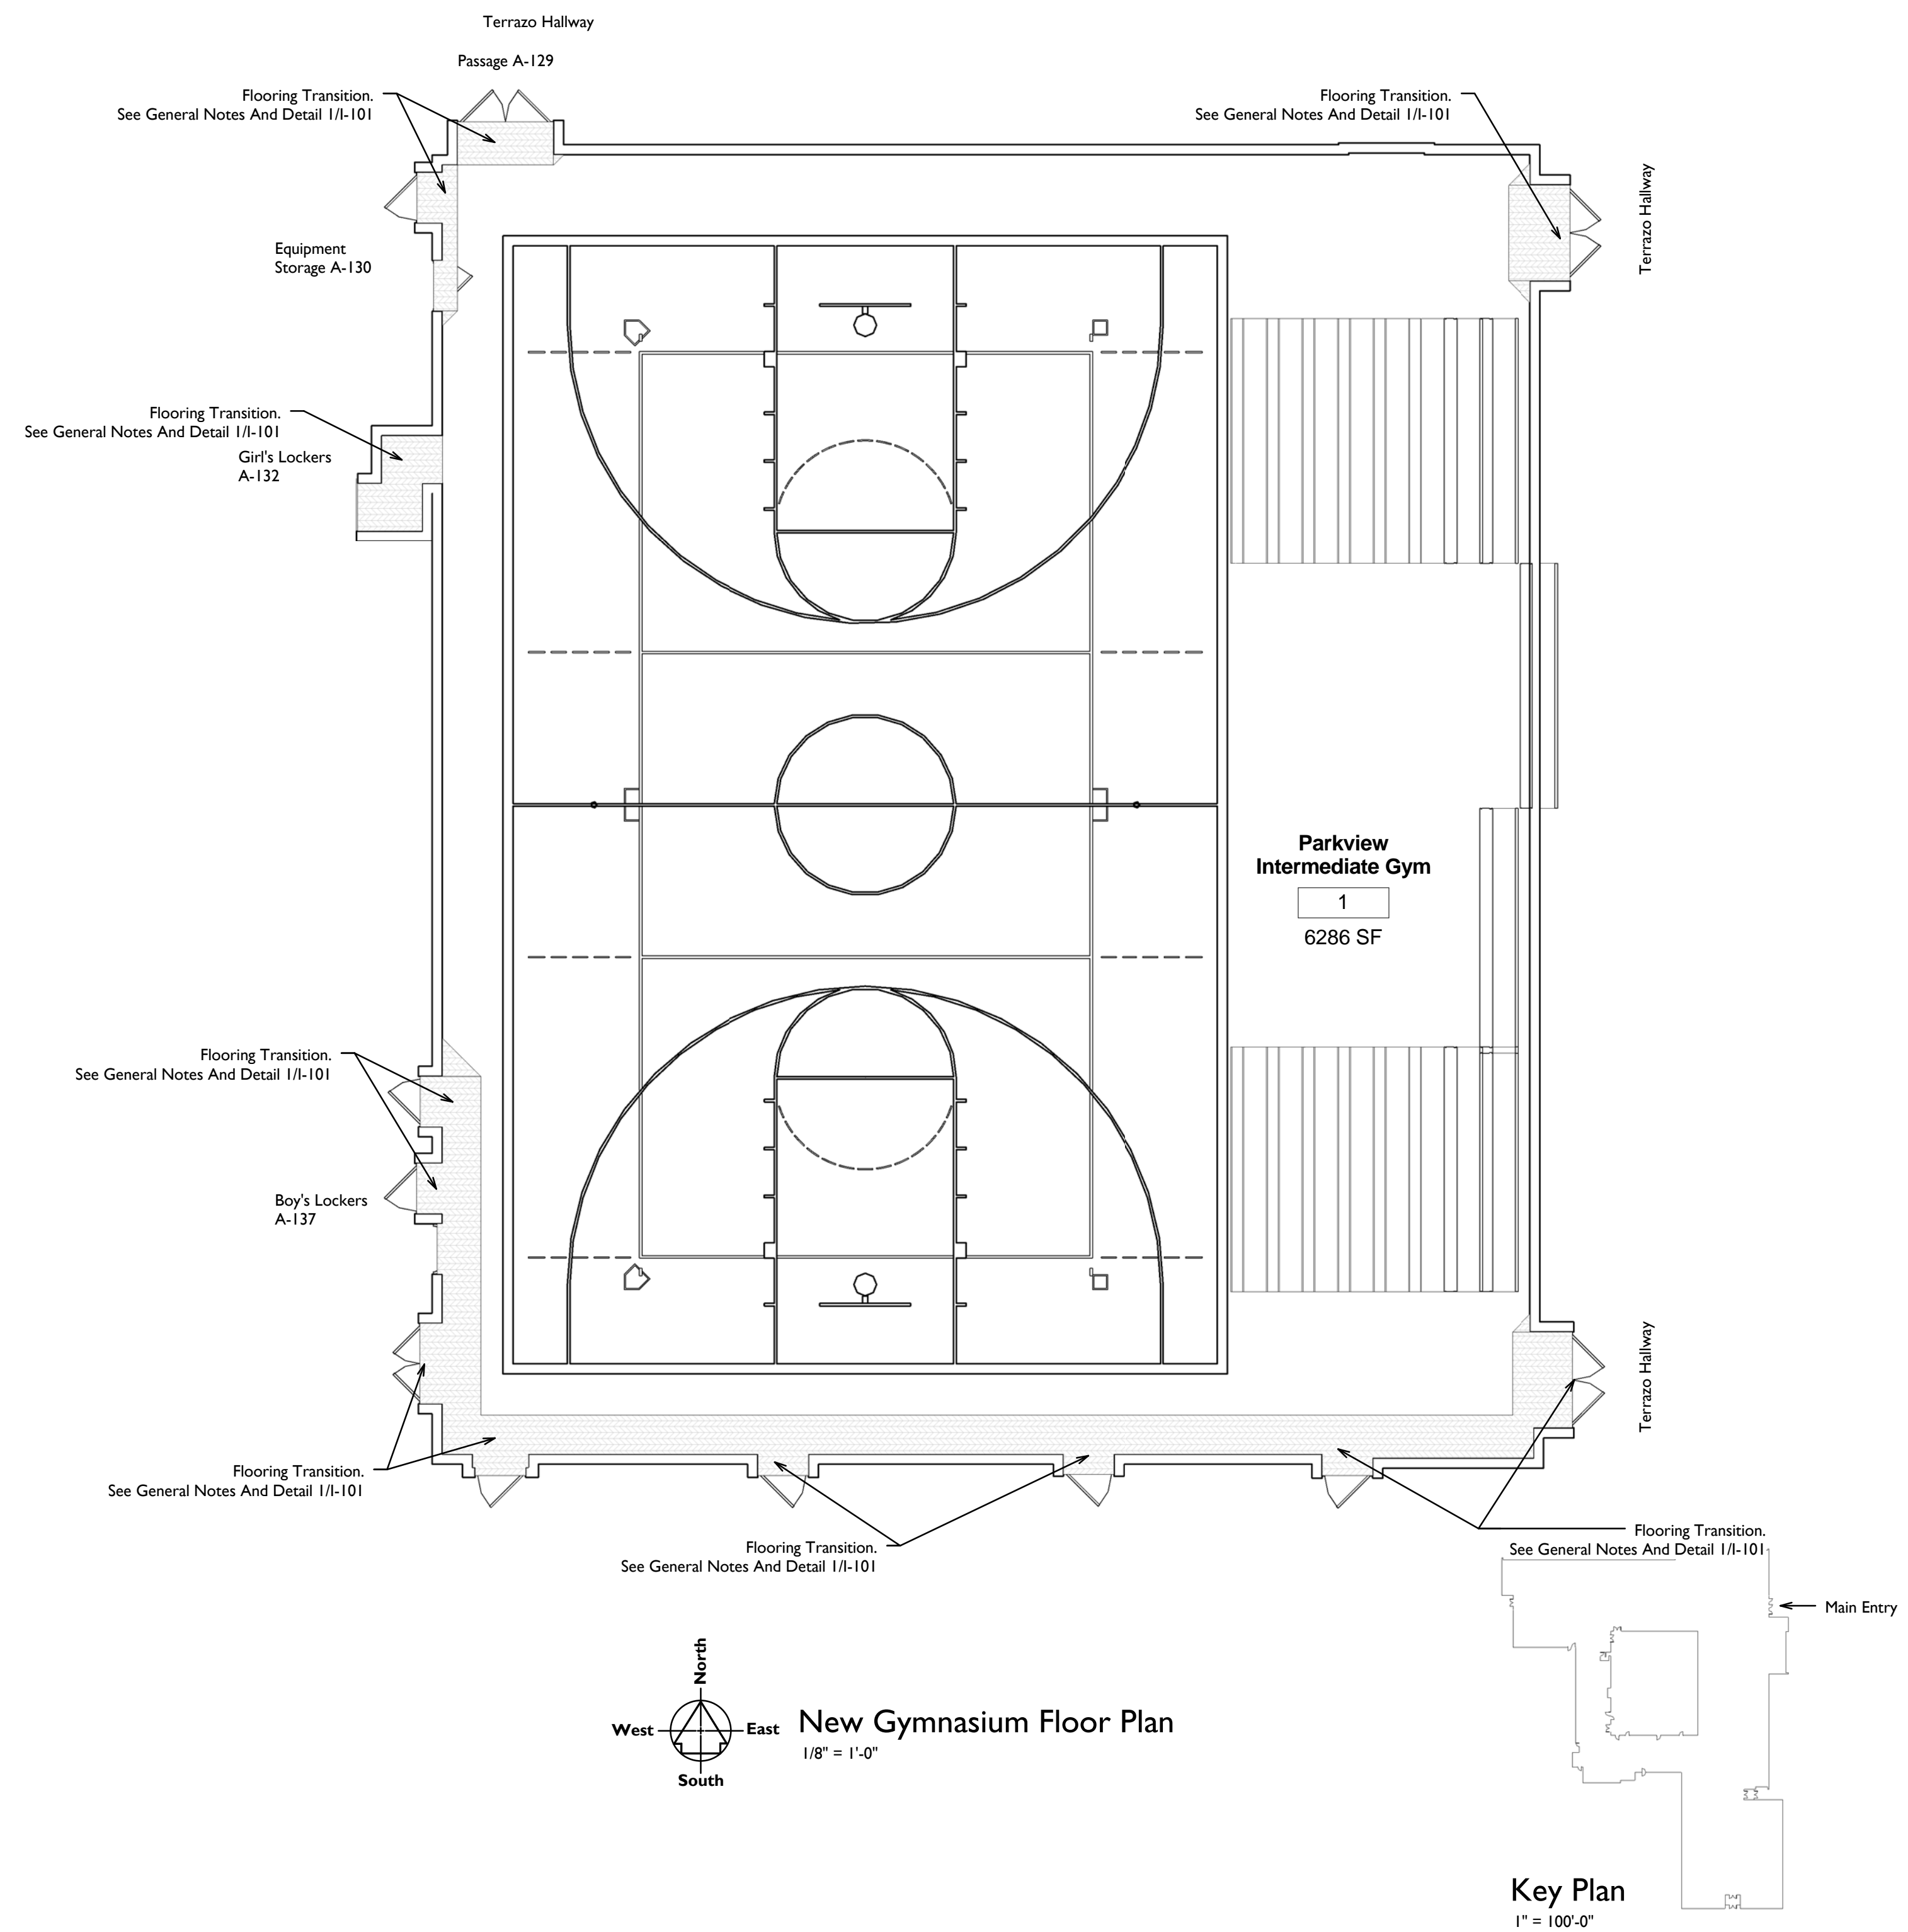 Terrazo Hallway
Passage A-129
Flooring Transition.
See General Notes And Detail 1/I-101
Flooring Transition.
See General Notes And Detail 1/I-101
Terrazo Hallway
Equipment
Storage A-130
Flooring Transition.
See General Notes And Detail 1/I-101
Girl's Lockers
A-132
Parkview
Intermediate Gym
1
6286 SF
Flooring Transition.
See General Notes And Detail 1/I-101
Boy's Lockers
A-137
Terrazo Hallway
Flooring Transition.
See General Notes And Detail 1/I-101
Flooring Transition.
See General Notes And Detail 1/I-101
Flooring Transition.
See General Notes And Detail 1/I-101
Main Entry
North
West
East
South
New Gymnasium Floor Plan
1/8" = 1'-0"
Key Plan
1" = 100'-0"